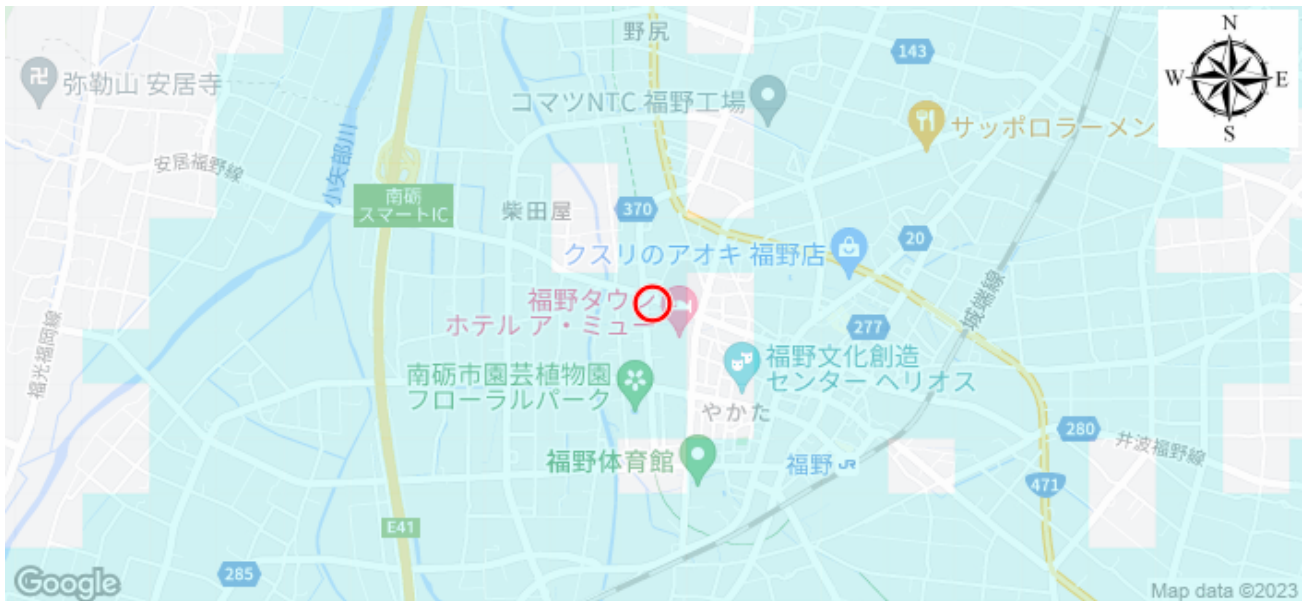 N
W
E
S
野尻
143
卍
弥勒山 安居寺
コマツNTC 福野工場
サッポロラーメン
安居福野線
小矢部川
南砺
スマートIC
柴田屋
370
20
クスリのアオキ 福野店
城端線
福野タウン
ホテル ア・ミュー
277
福光福岡線
南砺市園芸植物園
フローラルパーク
福野文化創造
センター ヘリオス
やかた
280
井波福野線
福野体育館
福野
JR
471
E41
285
Google
Map data ©2023